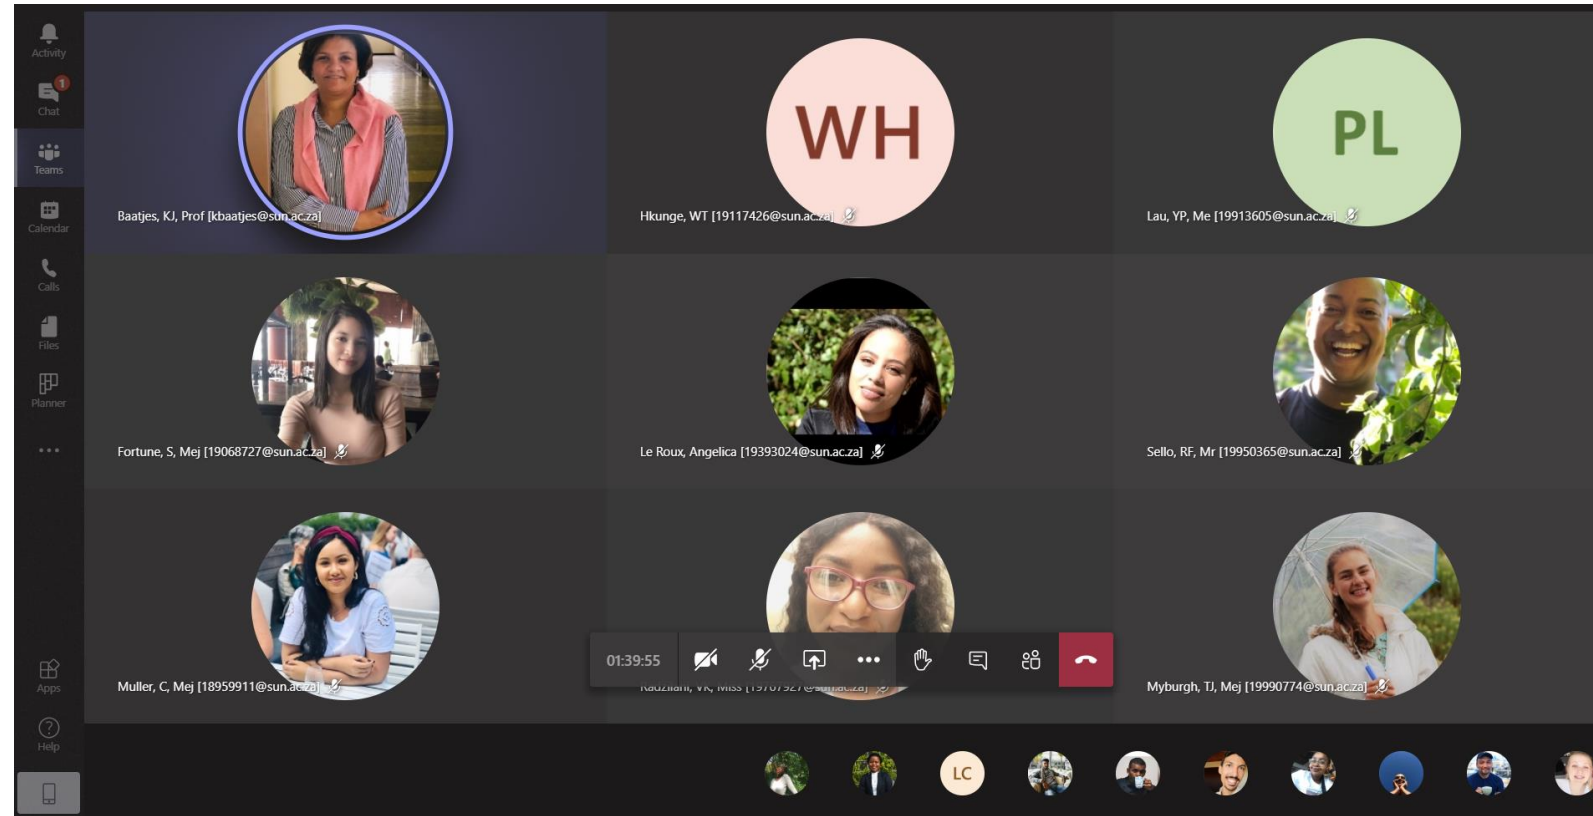 Activity
1
Chat
Teams
Calendar
Calls
Files
Planner
Apps
Help
Baatjes, KJ, Prof [kbaatjes@sun.ac.za]
WH
Hkunge, WT [19117426@sun.ac.za]
PL
Lau, YP, Me [19913605@sun.ac.za]
Fortune, S, Mej [19068727@sun.ac.za]
Le Roux, Angelica [19393024@sun.ac.za]
Sello, RF, Mr [19950365@sun.ac.za]
Muller, C, Mej [18959911@sun.ac.za]
01:39:55
Myburgh, TJ, Mej [19990774@sun.ac.za]
LC